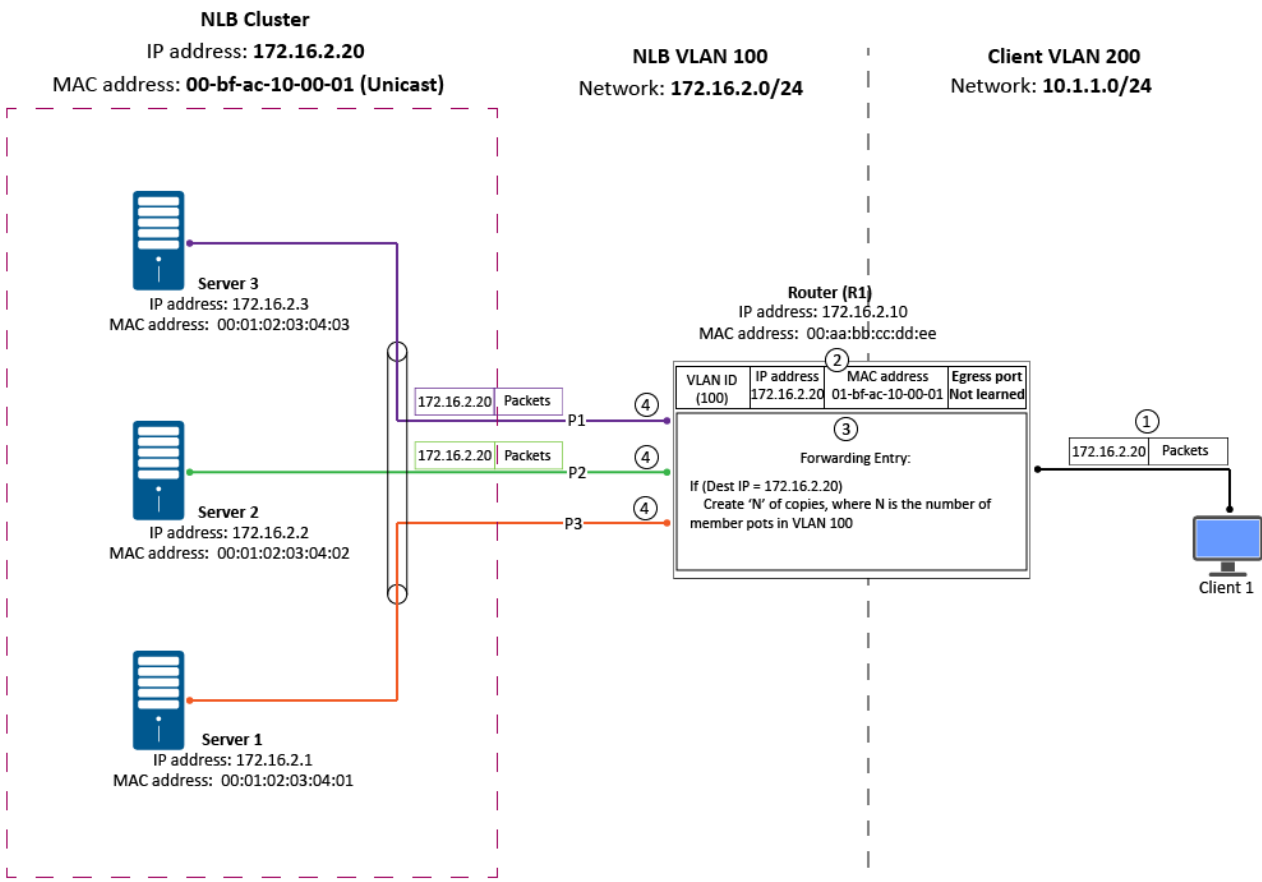 NLB Cluster
IP address: 172.16.2.20
MAC address: 00-bf-ac-10-00-01 (Unicast)
NLB VLAN 100
Network: 172.16.2.0/24
Client VLAN 200
Network: 10.1.1.0/24
Server 3
IP address: 172.16.2.3
MAC address: 00:01:02:03:04:03
Router (R1)
IP address: 172.16.2.10
MAC address: 00:aa:bb:cc:dd:ee
2
VLAN ID
(100)
IP address
172.16.2.20
MAC address
01-bf-ac-10-00-01
Egress port
Not learned
172.16.2.20 Packets
4
P1
3
1
172.16.2.20 Packets
172.16.2.20 Packets
4
P2
Forwarding Entry:
If (Dest IP = 172.16.2.20)
Create ‘N’ of copies, where N is the number of
member pots in VLAN 100
Server 2
IP address: 172.16.2.2
MAC address: 00:01:02:03:04:02
4
P3
Client 1
Server 1
IP address: 172.16.2.1
MAC address: 00:01:02:03:04:01